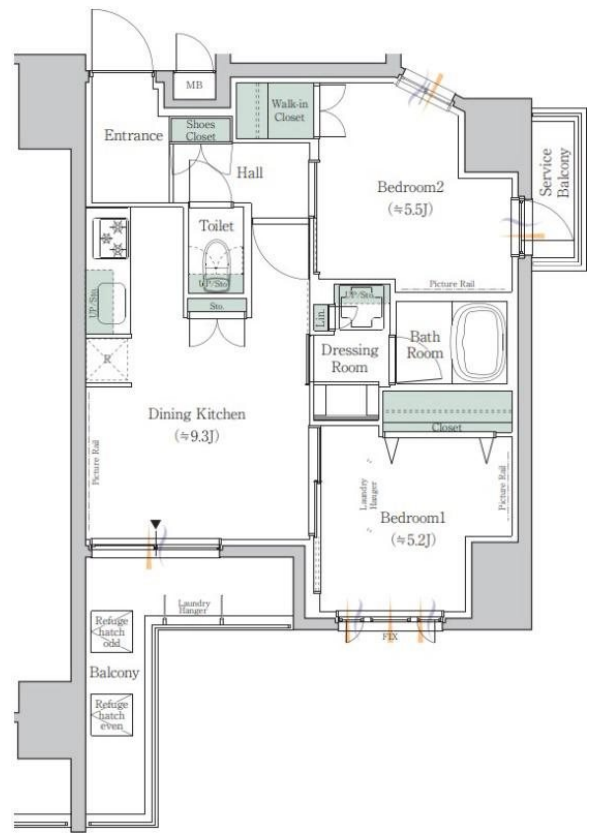 MB
Entrance
Shoes
Closet
Walk-in
Closet
Hall
Bedroom2
(≒5.5J)
Service
Balcony
Toilet
UP/Sto.
Sto.
UP/Sto.
R
Picture Rail
UP/Sto.
Lin.
Dressing
Room
Bath
Room
Dining Kitchen
(≒9.3J)
Picture Rail
Closet
Laundry
Hanger
Picture Rail
Bedroom1
(≒5.2J)
FIX
Laundry
Hanger
Refuge
hatch
odd
Balcony
Refuge
hatch
even